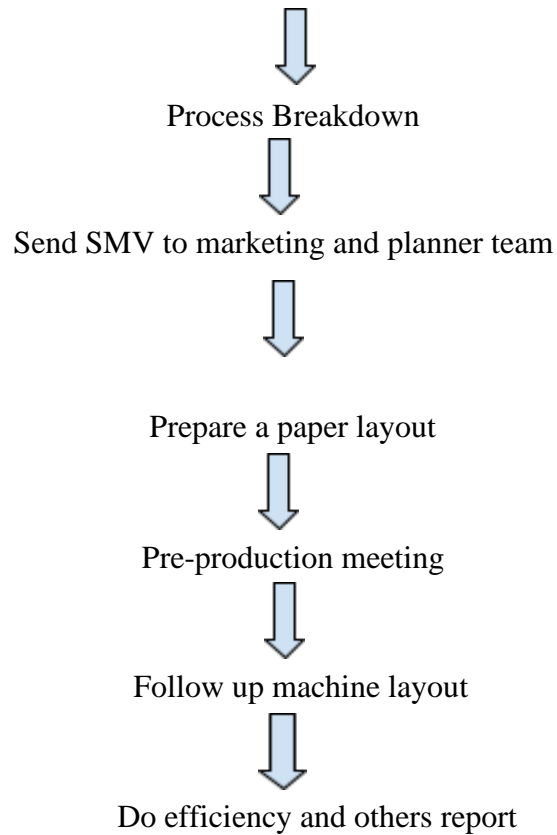 Process Breakdown
Send SMV to marketing and planner team
Prepare a paper layout
Pre-production meeting
Follow up machine layout
Do efficiency and others report